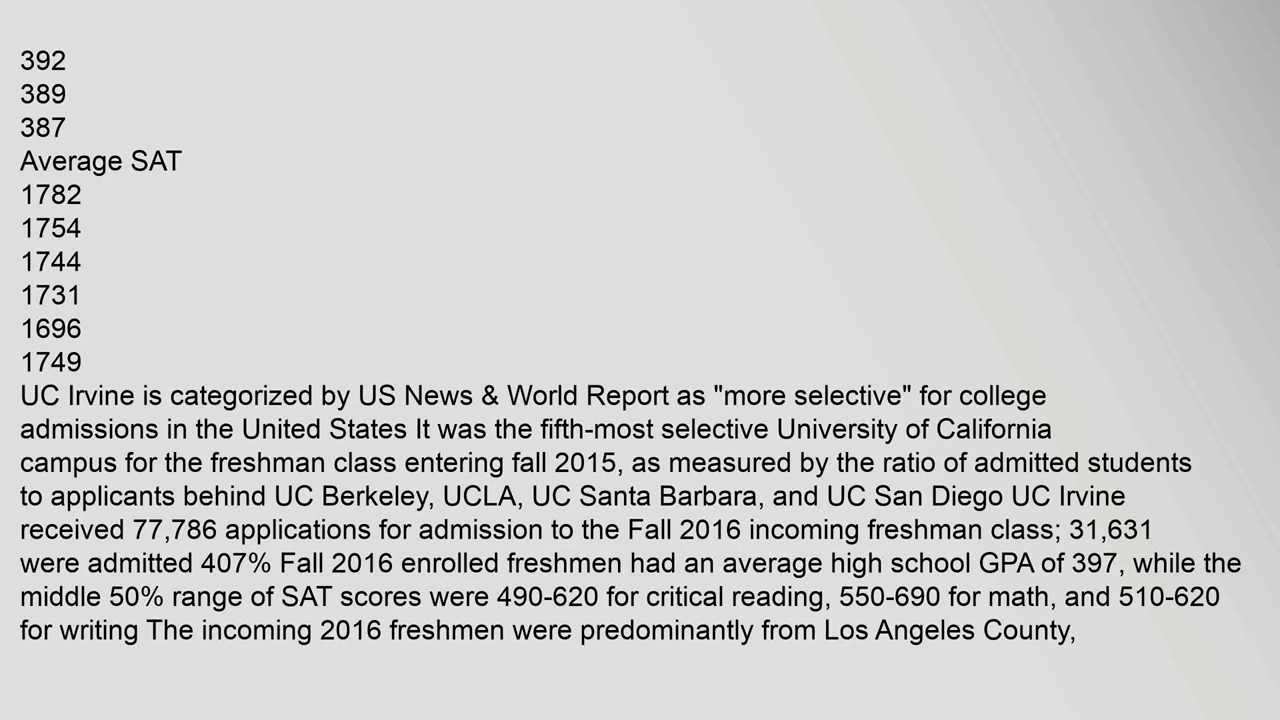 392
389
387
Average SAT
1782
1754
1744
1731
1696
1749
UC Irvine is categorized by US News & World Report as "more selective" for college
admissions in the United States It was the fifth-most selective University of California
campus for the freshman class entering fall 2015, as measured by the ratio of admitted students
to applicants behind UC Berkeley, UCLA, UC Santa Barbara, and UC San Diego UC Irvine
received 77,786 applications for admission to the Fall 2016 incoming freshman class; 31,631
were admitted 407% Fall 2016 enrolled freshmen had an average high school GPA of 397, while the
middle 50% range of SAT scores were 490-620 for critical reading, 550-690 for math, and 510-620
for writing The incoming 2016 freshmen were predominantly from Los Angeles County,